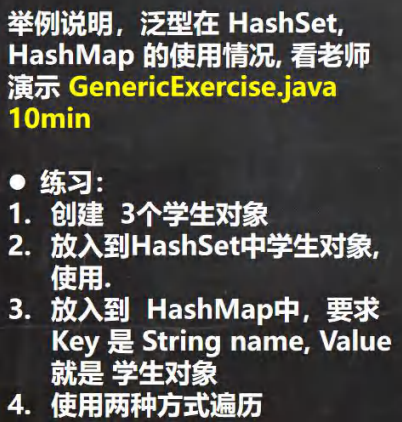 举例说明，泛型在 HashSet,
HashMap 的使用情况, 看老师
演示 GenericExercise.java
10min
● 练习：
1. 创建 3个学生对象
2. 放入到HashSet中学生对象,
使用.
3. 放入到 HashMap中，要求
Key 是 String name, Value
就是 学生对象
4. 使用两种方式遍历